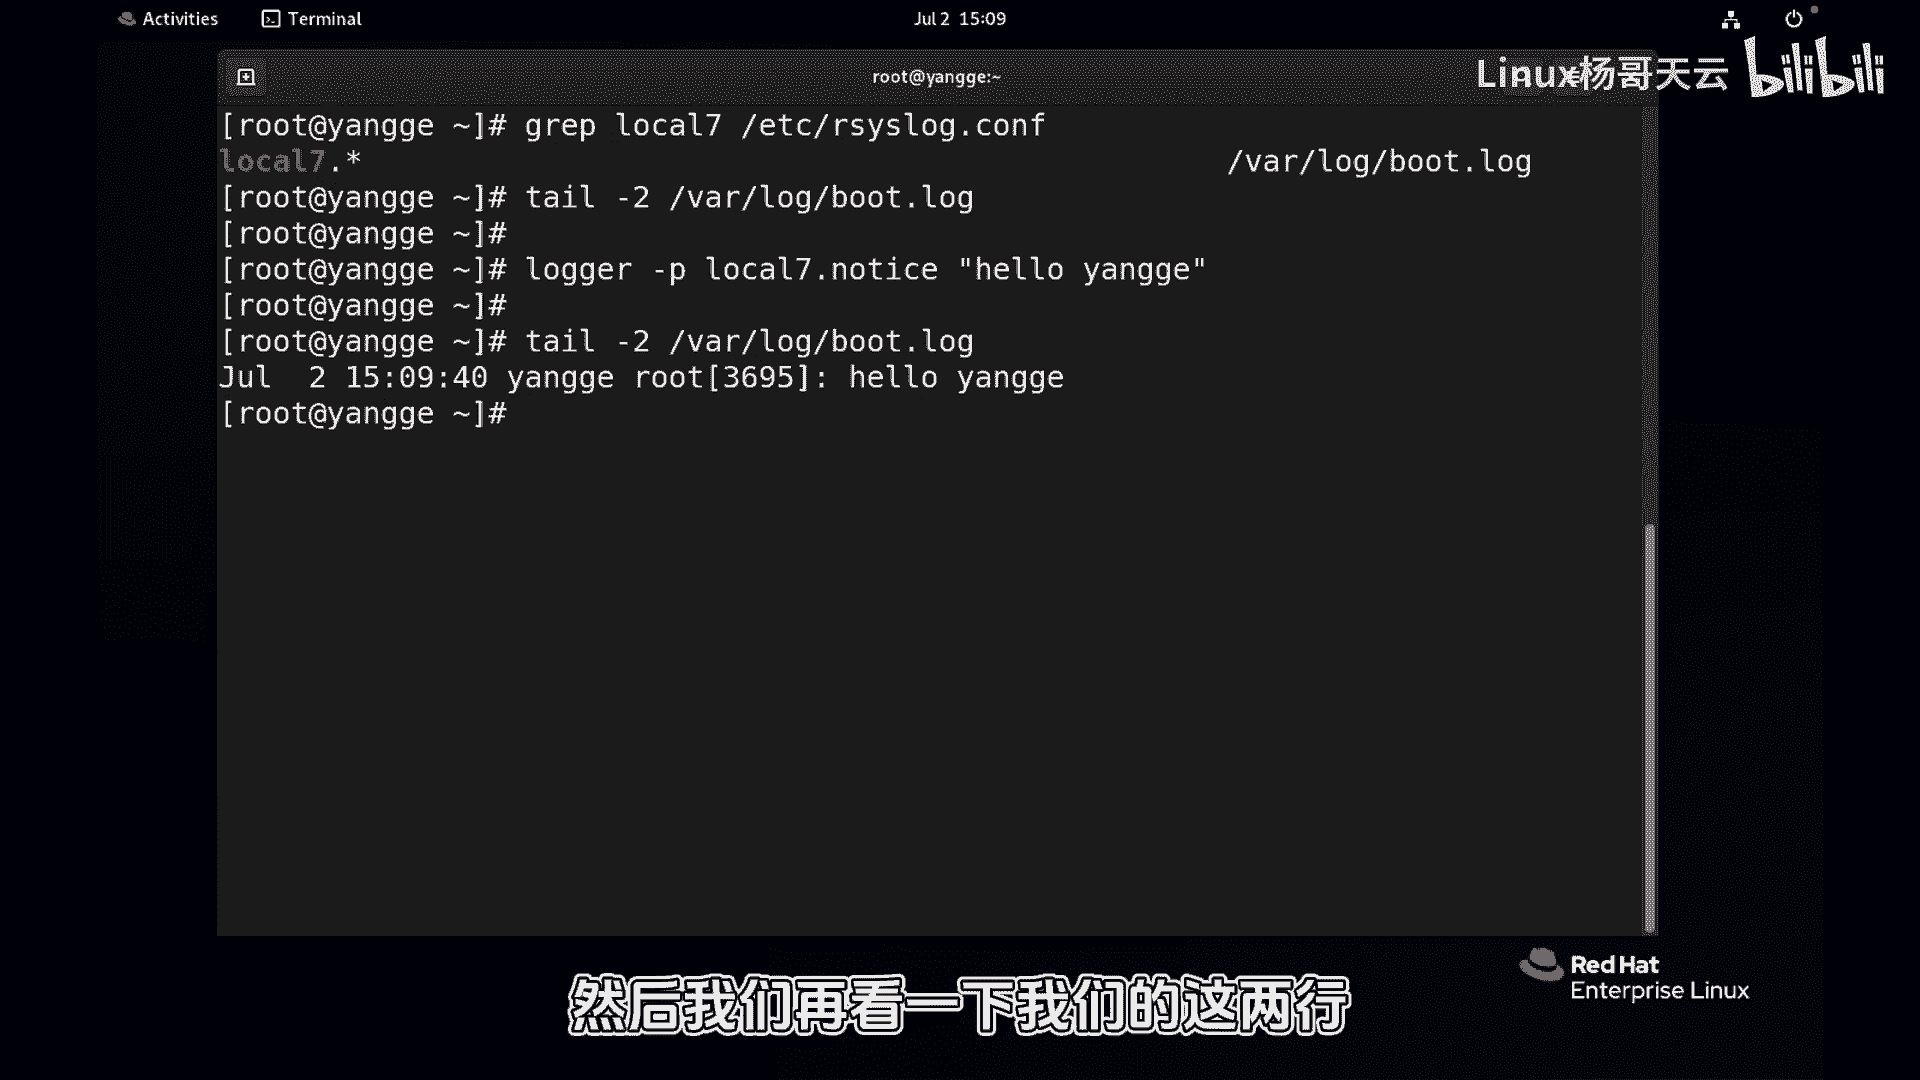 Activities
Terminal
Jul 2 15:09
root@yangge:~
Linux杨哥天云 bilibili
[root@yangge ~]# grep local7 /etc/rsyslog.conf
local7.* /var/log/boot.log
[root@yangge ~]# tail -2 /var/log/boot.log
[root@yangge ~]#
[root@yangge ~]# logger -p local7.notice "hello yangge"
[root@yangge ~]#
[root@yangge ~]# tail -2 /var/log/boot.log
Jul  2 15:09:40 yangge root[3695]: hello yangge
[root@yangge ~]#
Red Hat
Enterprise Linux
然后我们再看一下我们的这两行